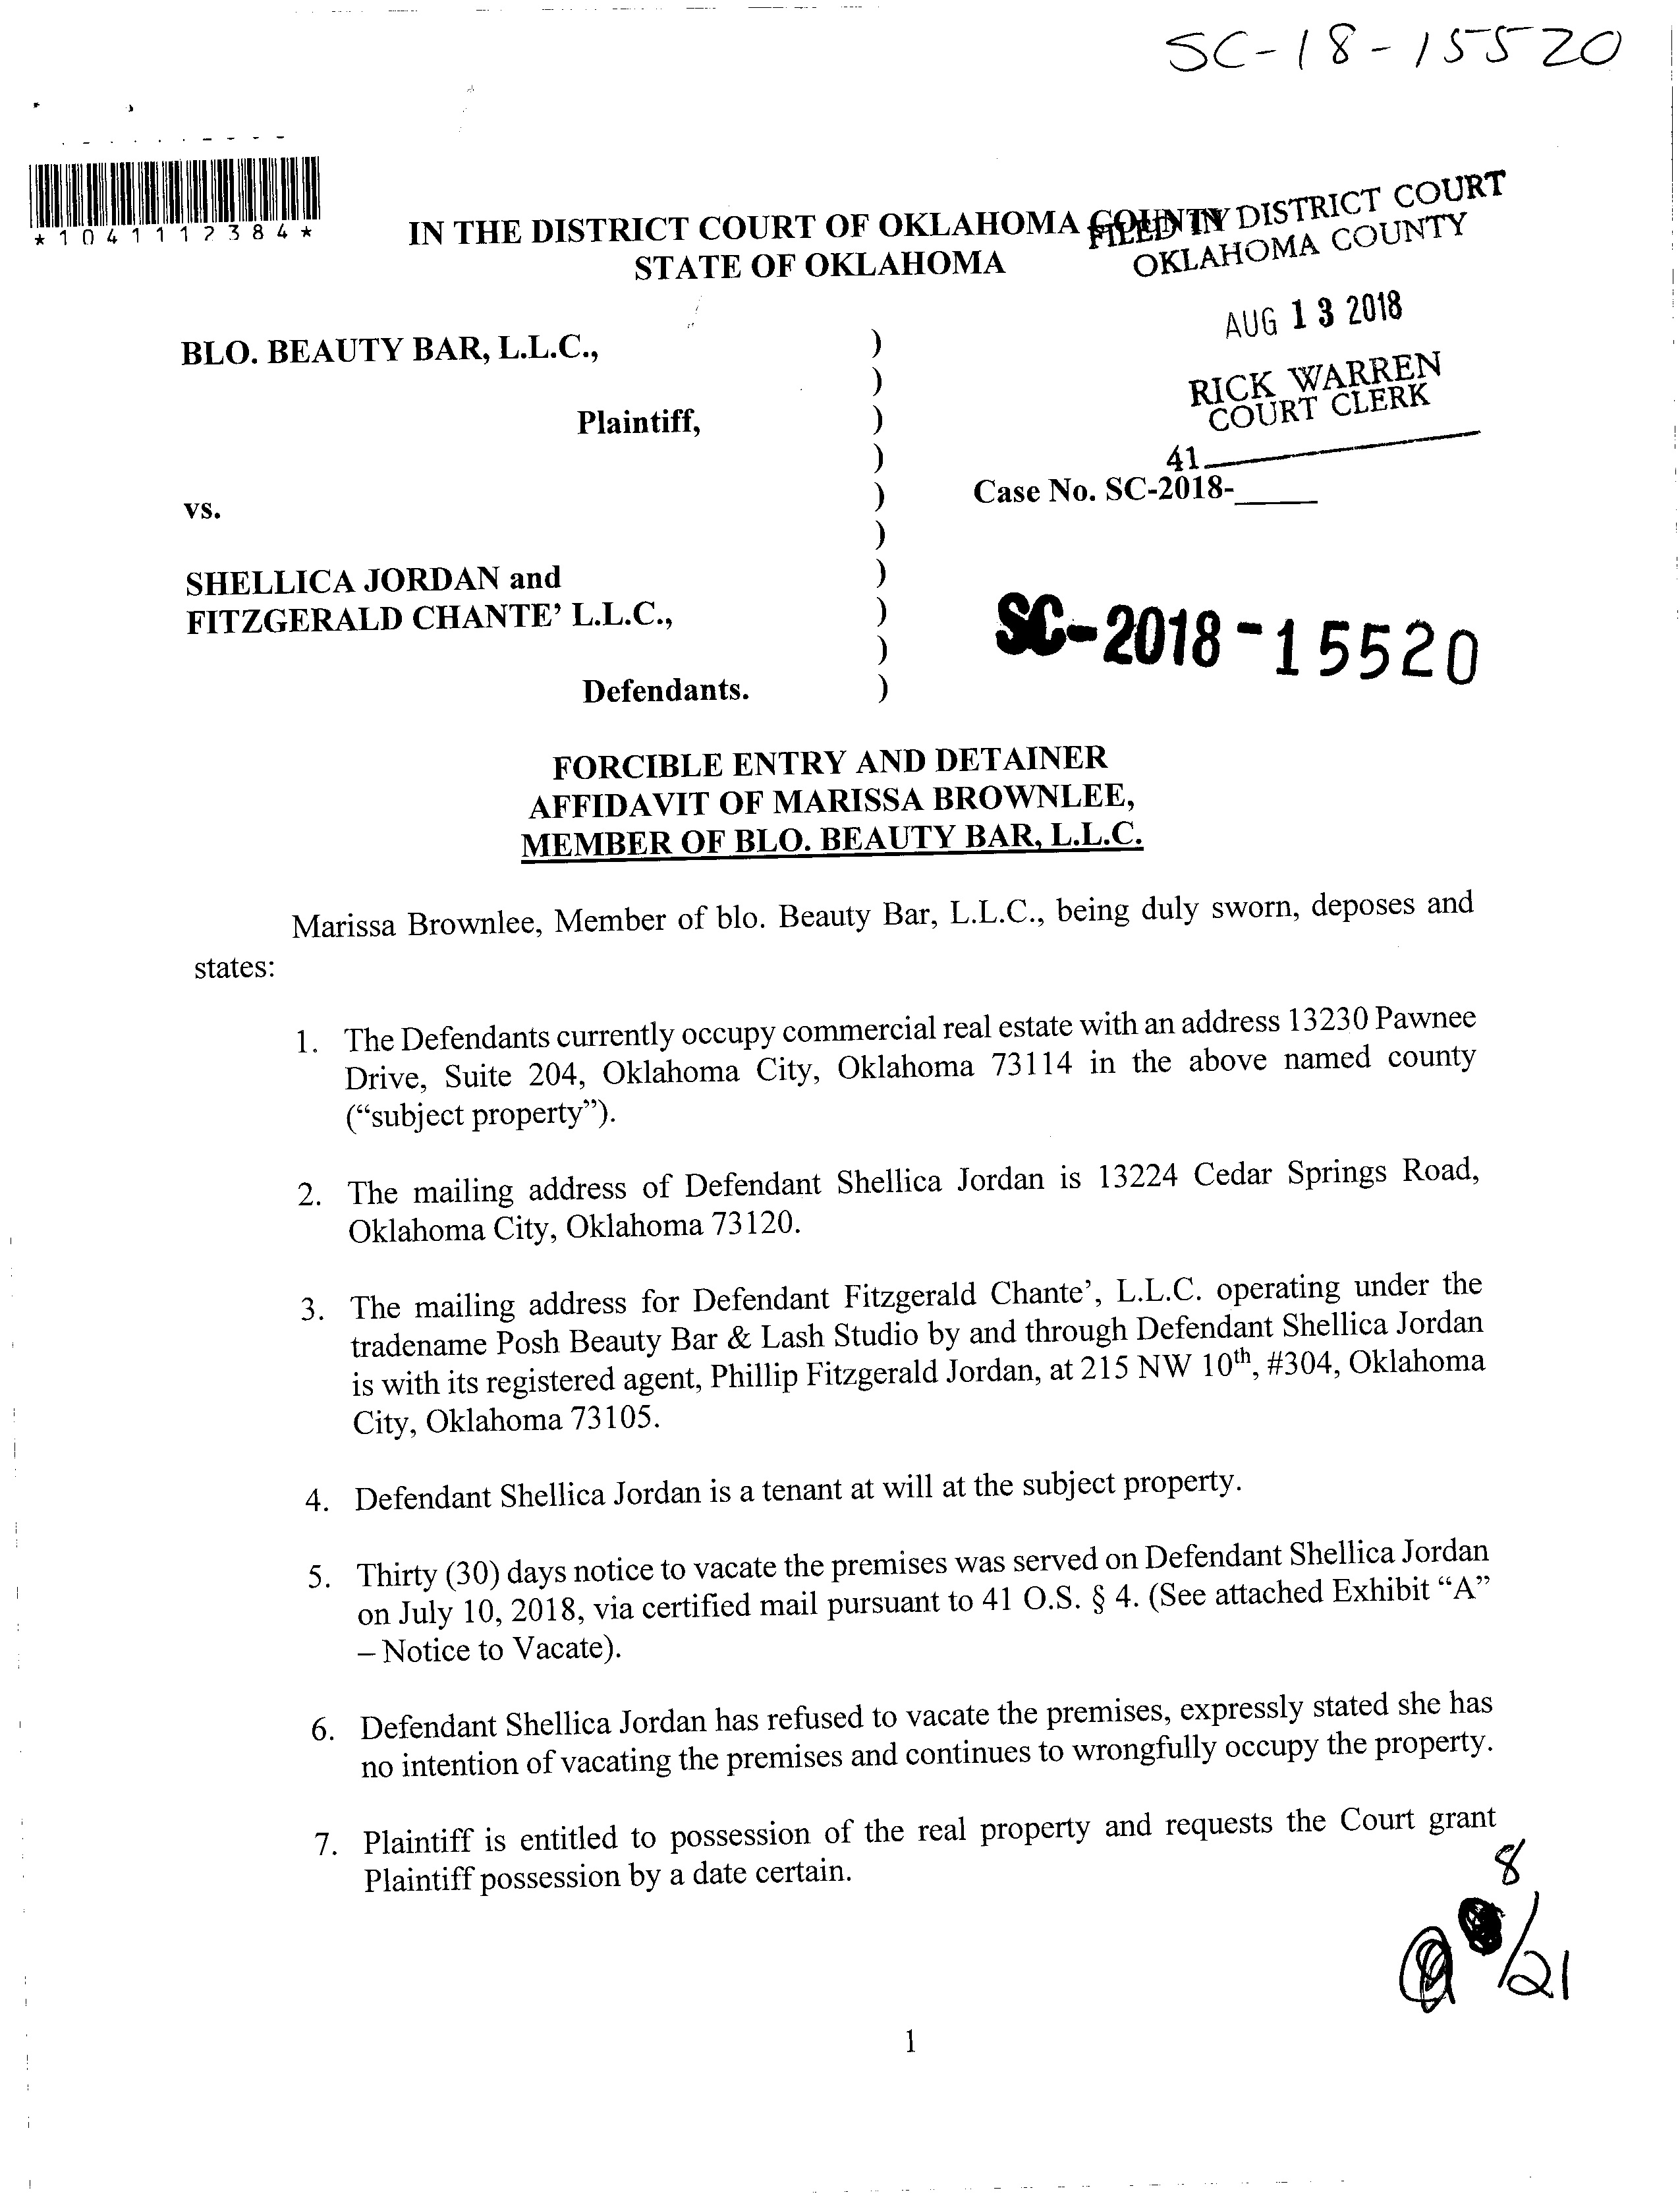 SC-18-15520
*1041112384*
IN THE DISTRICT COURT OF OKLAHOMA COUNTY
STATE OF OKLAHOMA
FILED IN DISTRICT COURT
OKLAHOMA COUNTY
AUG 13 2018
RICK WARREN
COURT CLERK
41
BLO. BEAUTY BAR, L.L.C., )
)
Plaintiff, )
)
vs. ) Case No. SC-2018-_____
)
SHELLICA JORDAN and )
FITZGERALD CHANTE’ L.L.C., )
)
Defendants. )
SC-2018-15520
FORCIBLE ENTRY AND DETAINER
AFFIDAVIT OF MARISSA BROWNLEE,
MEMBER OF BLO. BEAUTY BAR, L.L.C.
Marissa Brownlee, Member of blo. Beauty Bar, L.L.C., being duly sworn, deposes and
states:
1. The Defendants currently occupy commercial real estate with an address 13230 Pawnee
Drive, Suite 204, Oklahoma City, Oklahoma 73114 in the above named county
(“subject property”).
2. The mailing address of Defendant Shellica Jordan is 13224 Cedar Springs Road,
Oklahoma City, Oklahoma 73120.
3. The mailing address for Defendant Fitzgerald Chante’, L.L.C. operating under the
tradename Posh Beauty Bar & Lash Studio by and through Defendant Shellica Jordan
is with its registered agent, Phillip Fitzgerald Jordan, at 215 NW 10th, #304, Oklahoma
City, Oklahoma 73105.
4. Defendant Shellica Jordan is a tenant at will at the subject property.
5. Thirty (30) days notice to vacate the premises was served on Defendant Shellica Jordan
on July 10, 2018, via certified mail pursuant to 41 O.S. § 4. (See attached Exhibit “A”
– Notice to Vacate).
6. Defendant Shellica Jordan has refused to vacate the premises, expressly stated she has
no intention of vacating the premises and continues to wrongfully occupy the property.
7. Plaintiff is entitled to possession of the real property and requests the Court grant
Plaintiff possession by a date certain.
8
/21
1